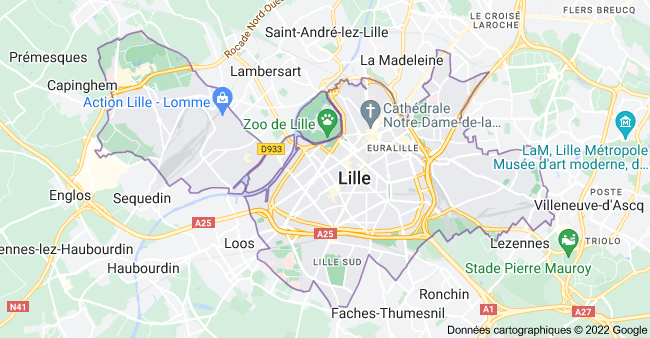 LE CROISÉ
LAROCHE
FLERS BREUCQ
Saint-André-lez-Lille
Rocade Nord-Ouest
Prémesques
La Madeleine
Lambersart
Capinghem
Action Lille - Lomme
Cathédrale
Notre-Dame-de-la...
Zoo de Lille
EURALILLE
D933
LaM, Lille Métropole
Musée d'art moderne, d...
Lille
POSTE
Englos
Sequedin
Villeneuve-d'Ascq
A25
A25
Loos
Lezennes
TRIOLO
ennes-lez-Haubourdin
Haubourdin
LILLE SUD
Stade Pierre Mauroy
Ronchin
N41
A1
A27
Faches-Thumesnil
Données cartographiques © 2022 Google